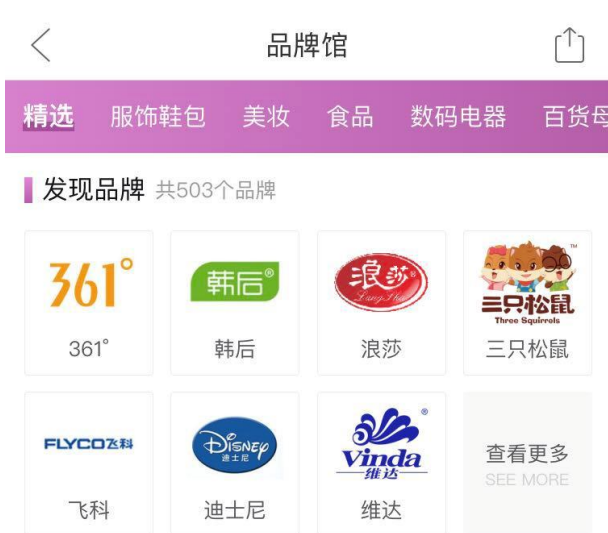 品牌馆
精选 服饰鞋包 美妆 食品 数码电器 百货母
发现品牌 共503个品牌
361°
韩后®
浪莎®
Lang Sha
三只松鼠™
Three Squirrels
361°
韩后
浪莎
三只松鼠
FLYCO飞科
Disney
迪士尼
Vinda®
维达
查看更多
SEE MORE
飞科
迪士尼
维达